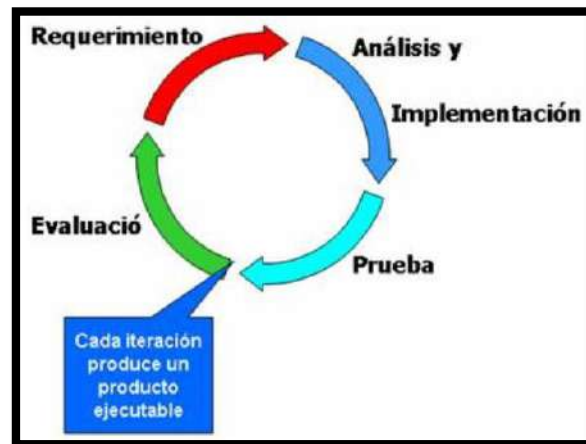 Requerimiento
Análisis y
Implementación
Evaluació
Prueba
Cada iteración
produce un
producto
ejecutable